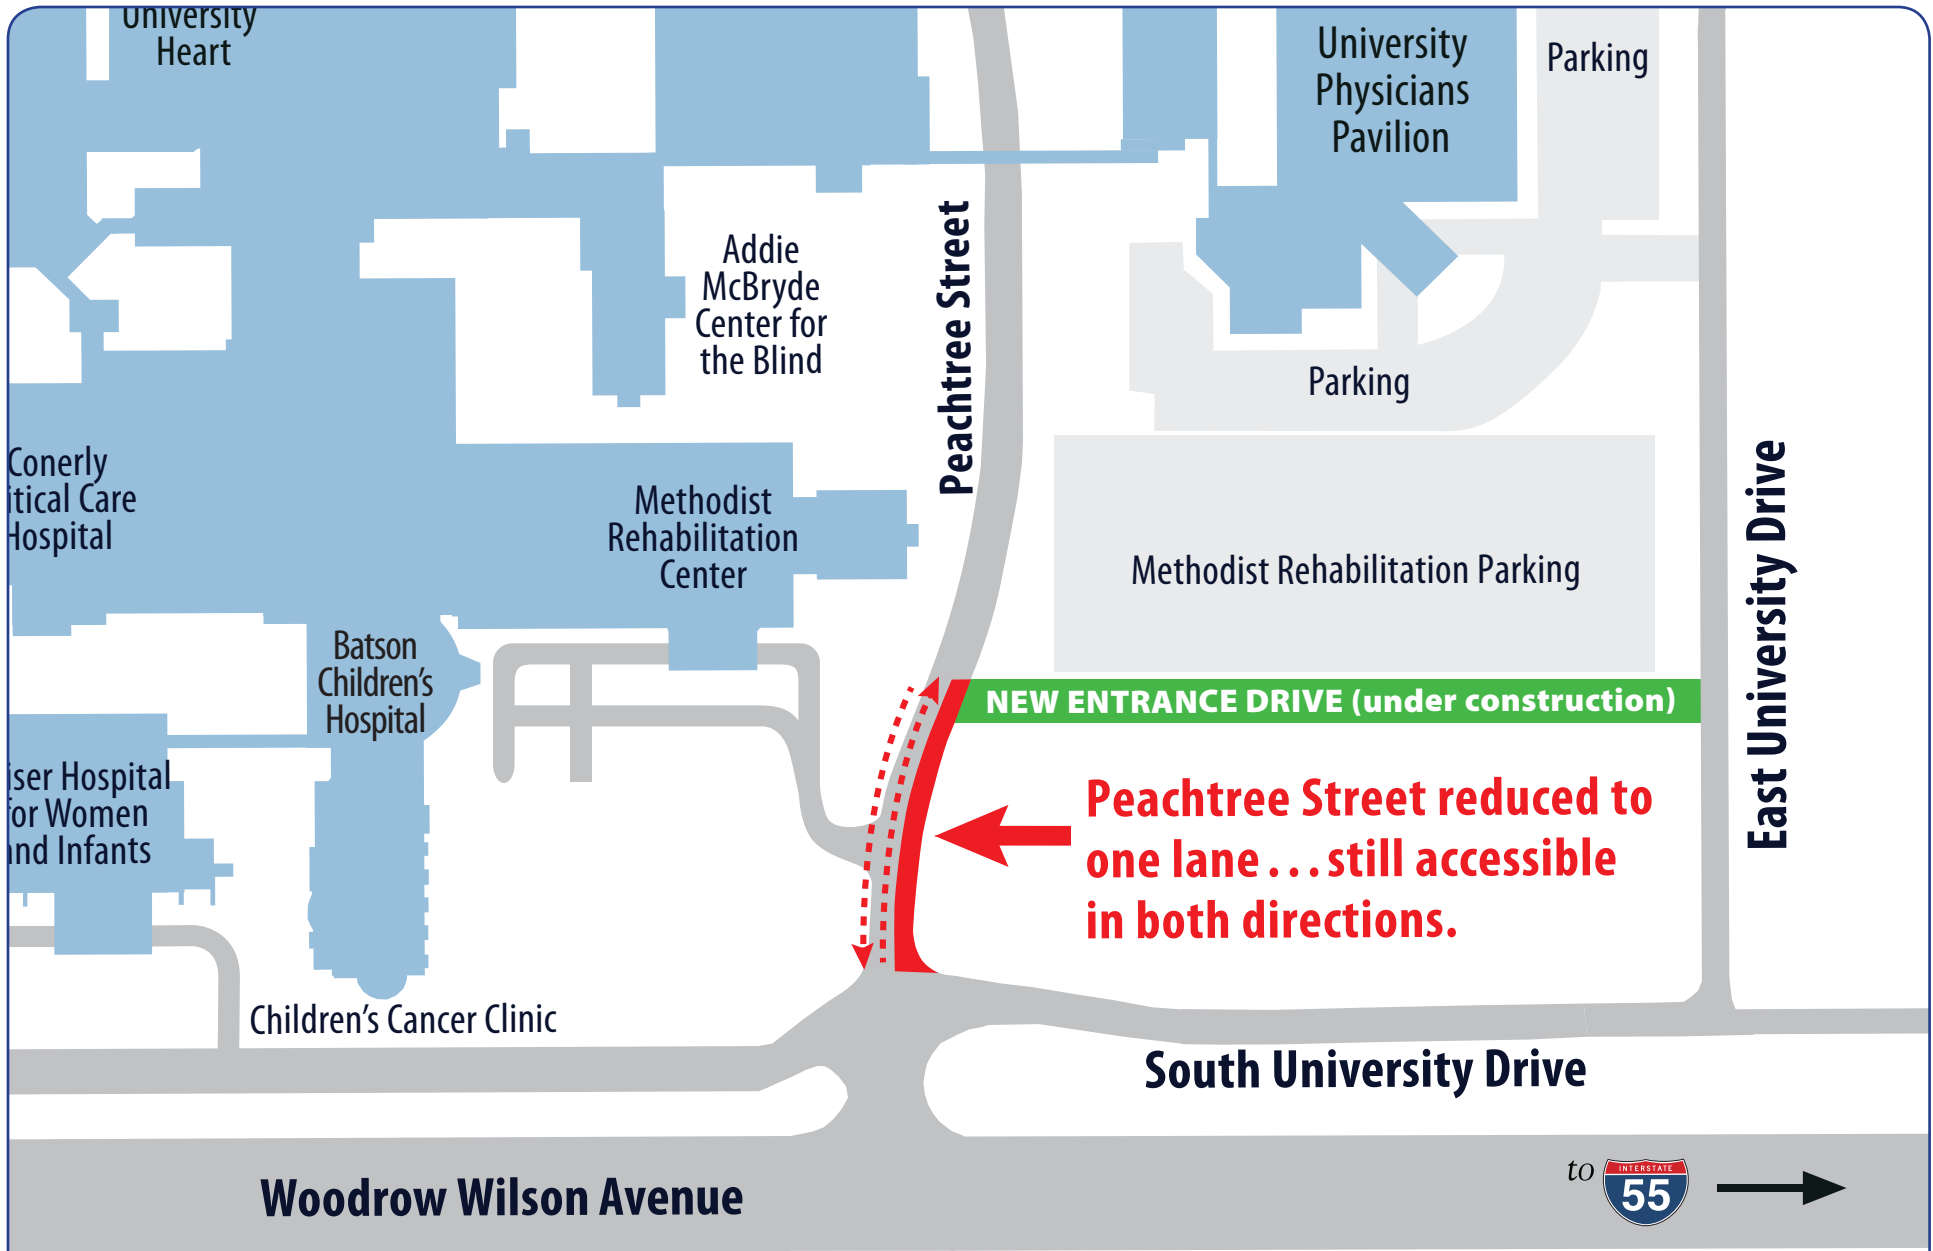 University
Heart
University
Physicians
Pavilion
Parking
Addie
McBryde
Center for
the Blind
Peachtree Street
Parking
Conerly
itical Care
Hospital
Methodist
Rehabilitation
Center
Methodist Rehabilitation Parking
East University Drive
Batson
Children's
Hospital
NEW ENTRANCE DRIVE (under construction)
iser Hospital
for Women
and Infants
Peachtree Street reduced to
one lane...still accessible
in both directions.
Children's Cancer Clinic
South University Drive
Woodrow Wilson Avenue
to
INTERSTATE
55